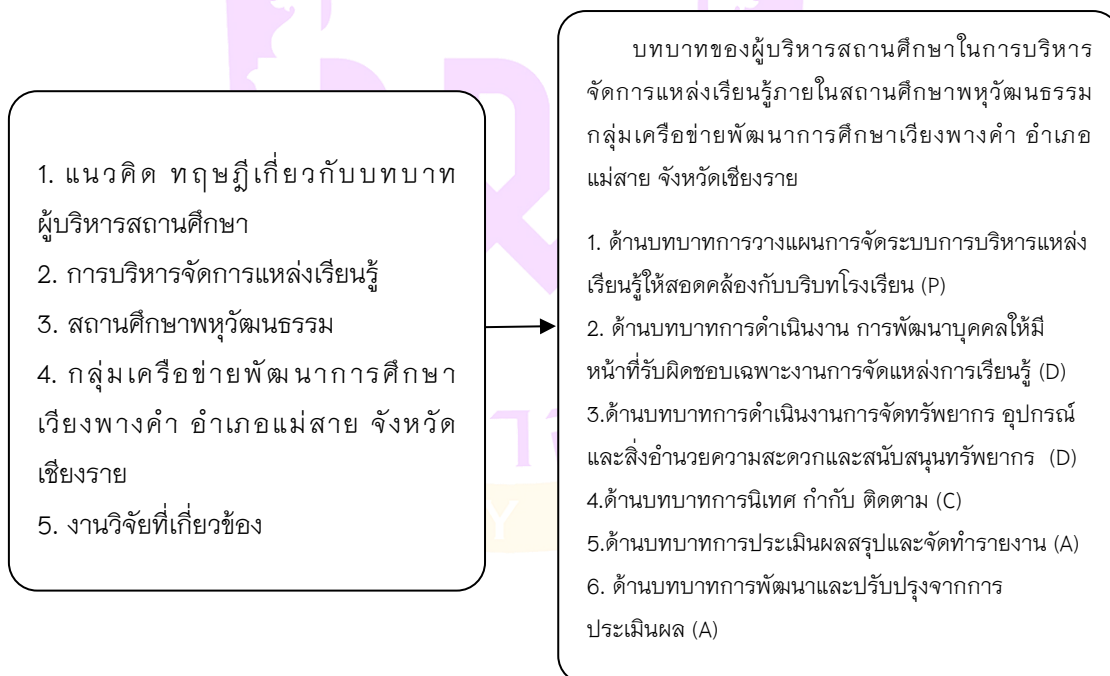 1. แนวคิด ทฤษฎีเกี่ยวกับบทบาท
ผู้บริหารสถานศึกษา
2. การบริหารจัดการแหล่งเรียนรู้
3. สถานศึกษาพหุวัฒนธรรม
4. กลุ่มเครือข่ายพัฒนาการศึกษา
เวียงพางคำ อำเภอแม่สาย จังหวัด
เชียงราย
5. งานวิจัยที่เกี่ยวข้อง
บทบาทของผู้บริหารสถานศึกษาในการบริหาร
จัดการแหล่งเรียนรู้ภายในสถานศึกษาพหุวัฒนธรรม
กลุ่มเครือข่ายพัฒนาการศึกษาเวียงพางคำ อำเภอ
แม่สาย จังหวัดเชียงราย
1. ด้านบทบาทการวางแผนการจัดระบบการบริหารแหล่ง
เรียนรู้ให้สอดคล้องกับบริบทโรงเรียน (P)
2. ด้านบทบาทการดำเนินงาน การพัฒนาบุคคลให้มี
หน้าที่รับผิดชอบเฉพาะงานการจัดแหล่งการเรียนรู้ (D)
3.ด้านบทบาทการดำเนินงานการจัดทรัพยากร อุปกรณ์
และสิ่งอำนวยความสะดวกและสนับสนุนทรัพยากร (D)
4.ด้านบทบาทการนิเทศ กำกับ ติดตาม (C)
5.ด้านบทบาทการประเมินผลสรุปและจัดทำรายงาน (A)
6. ด้านบทบาทการพัฒนาและปรับปรุงจากการ
ประเมินผล (A)